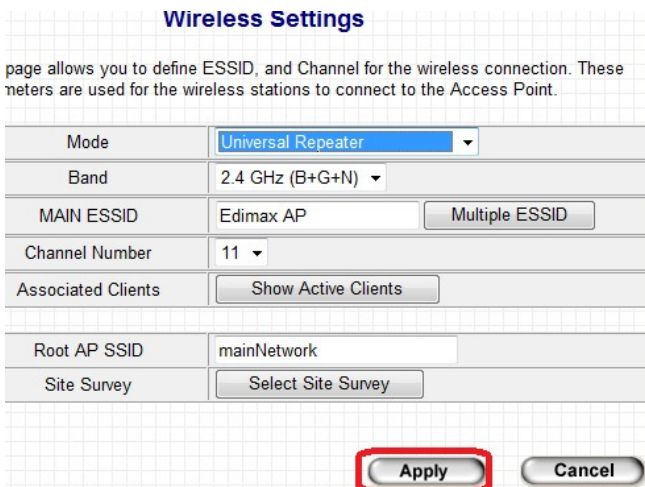 Wireless Settings
page allows you to define ESSID, and Channel for the wireless connection. These
meters are used for the wireless stations to connect to the Access Point.
Mode Universal Repeater
Band 2.4 GHz (B+G+N)
MAIN ESSID Edimax AP Multiple ESSID
Channel Number 11
Associated Clients Show Active Clients
Root AP SSID mainNetwork
Site Survey Select Site Survey
Apply Cancel